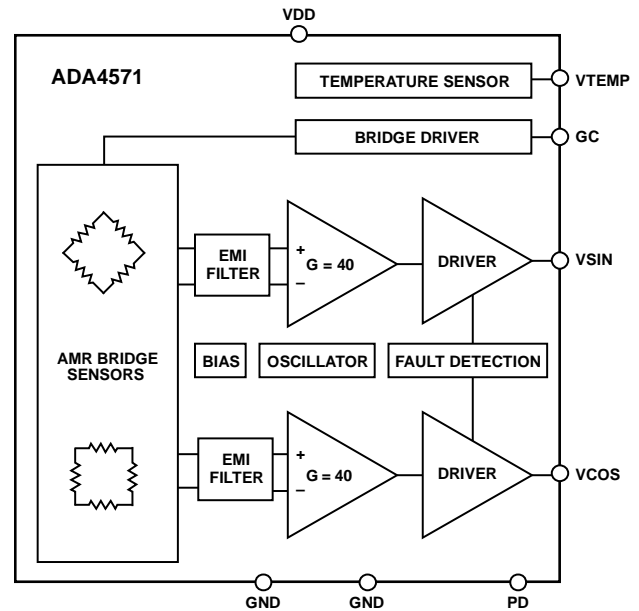 VDD
ADA4571
TEMPERATURE SENSOR
VTEMP
BRIDGE DRIVER
GC
EMI
FILTER
+
–
G = 40
DRIVER
VSIN
AMR BRIDGE
SENSORS
BIAS
OSCILLATOR
FAULT DETECTION
EMI
FILTER
+
–
G = 40
DRIVER
VCOS
GND
GND
PD